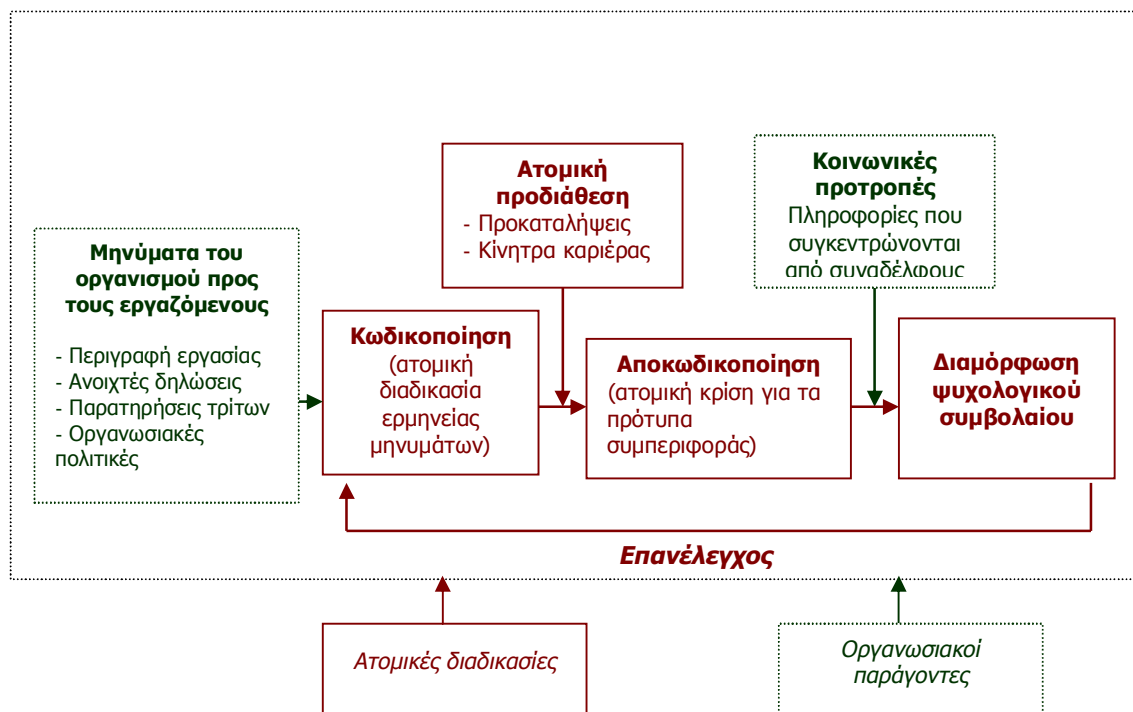 Μηνύματα του
οργανισμού προς
τους εργαζόμενους
- Περιγραφή εργασίας
- Ανοιχτές δηλώσεις
- Παρατηρήσεις τρίτων
- Οργανωσιακές
πολιτικές
Κωδικοποίηση
(ατομική
διαδικασία
ερμηνείας
μηνυμάτων)
Ατομική
προδιάθεση
- Προκαταλήψεις
- Κίνητρα καριέρας
Αποκωδικοποίηση
(ατομική κρίση για τα
πρότυπα
συμπεριφοράς)
Κοινωνικές
προτροπές
Πληροφορίες που
συγκεντρώνονται
από συναδέλφους
Διαμόρφωση
ψυχολογικού
συμβολαίου
Επανέλεγχος
Ατομικές διαδικασίες
Οργανωσιακοί
παράγοντες